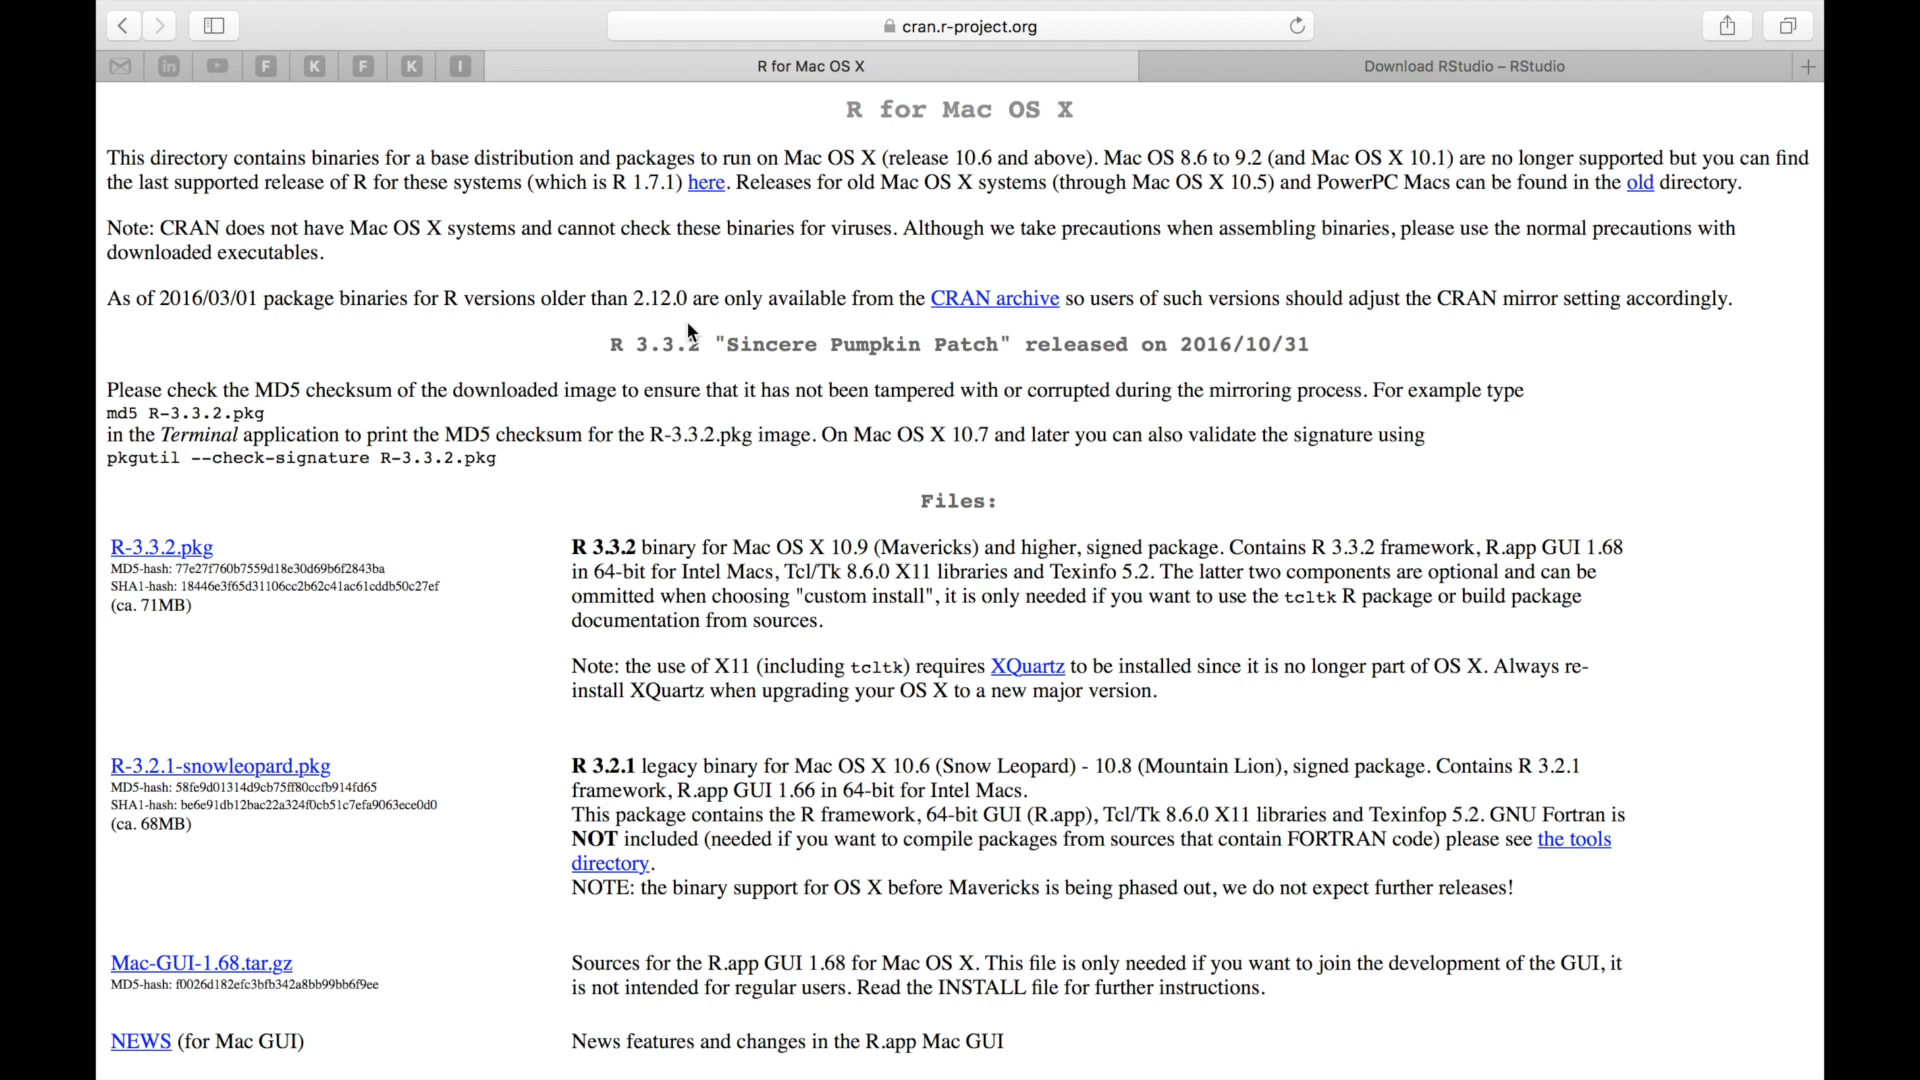 cran.r-project.org
F K F K I
R for Mac OS X
Download RStudio – RStudio
R for Mac OS X
This directory contains binaries for a base distribution and packages to run on Mac OS X (release 10.6 and above). Mac OS 8.6 to 9.2 (and Mac OS X 10.1) are no longer supported but you can find
the last supported release of R for these systems (which is R 1.7.1) here. Releases for old Mac OS X systems (through Mac OS X 10.5) and PowerPC Macs can be found in the old directory.
Note: CRAN does not have Mac OS X systems and cannot check these binaries for viruses. Although we take precautions when assembling binaries, please use the normal precautions with
downloaded executables.
As of 2016/03/01 package binaries for R versions older than 2.12.0 are only available from the CRAN archive so users of such versions should adjust the CRAN mirror setting accordingly.
R 3.3.2 "Sincere Pumpkin Patch" released on 2016/10/31
Please check the MD5 checksum of the downloaded image to ensure that it has not been tampered with or corrupted during the mirroring process. For example type
md5 R-3.3.2.pkg
in the Terminal application to print the MD5 checksum for the R-3.3.2.pkg image. On Mac OS X 10.7 and later you can also validate the signature using
pkgutil --check-signature R-3.3.2.pkg
Files:
R-3.3.2.pkg
MD5-hash: 77e27f760b7559d18e30d69b6f2843ba
SHA1-hash: 18446e3f65d31106cc2b62c41ac61cddb50c27ef
(ca. 71MB)
R 3.3.2 binary for Mac OS X 10.9 (Mavericks) and higher, signed package. Contains R 3.3.2 framework, R.app GUI 1.68
in 64-bit for Intel Macs, Tcl/Tk 8.6.0 X11 libraries and Texinfo 5.2. The latter two components are optional and can be
ommitted when choosing "custom install", it is only needed if you want to use the tcltk R package or build package
documentation from sources.
Note: the use of X11 (including tcltk) requires XQuartz to be installed since it is no longer part of OS X. Always re-
install XQuartz when upgrading your OS X to a new major version.
R-3.2.1-snowleopard.pkg
MD5-hash: 58fe9d01314d9cb75ff80ccfb914fd65
SHA1-hash: be6e91db12bac22a324f0cb51c7efa9063ece0d0
(ca. 68MB)
R 3.2.1 legacy binary for Mac OS X 10.6 (Snow Leopard) - 10.8 (Mountain Lion), signed package. Contains R 3.2.1
framework, R.app GUI 1.66 in 64-bit for Intel Macs.
This package contains the R framework, 64-bit GUI (R.app), Tcl/Tk 8.6.0 X11 libraries and Texinfop 5.2. GNU Fortran is
NOT included (needed if you want to compile packages from sources that contain FORTRAN code) please see the tools
directory.
NOTE: the binary support for OS X before Mavericks is being phased out, we do not expect further releases!
Mac-GUI-1.68.tar.gz
MD5-hash: f0026d182efc3bfb342a8bb99bb6f9ee
Sources for the R.app GUI 1.68 for Mac OS X. This file is only needed if you want to join the development of the GUI, it
is not intended for regular users. Read the INSTALL file for further instructions.
NEWS (for Mac GUI)
News features and changes in the R.app Mac GUI